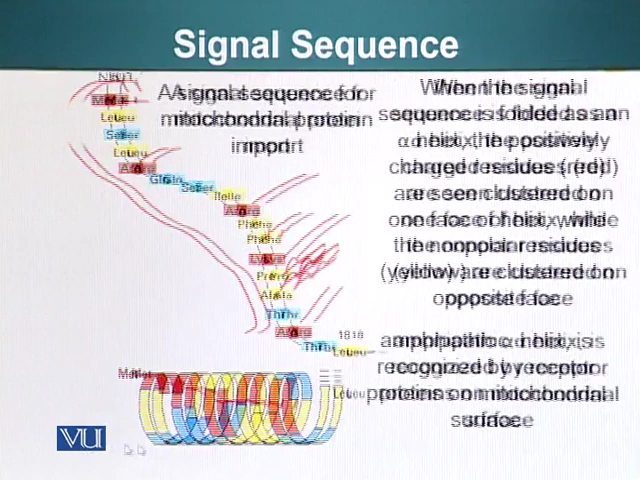 Signal Sequence
A signal sequence for
mitochondrial protein
import
When the signal
sequence is folded as an
α helix, the positively
charged residues (red)
are seen clustered on
one face of helix, while
the nonpolar residues
(yellow) are clustered on
opposite face
amphipathic α helix, is
recognized by receptor
proteins on mitochondrial
surface
Met
Leu
Ser
Leu
Arg
Gln
Ser
Ile
Arg
Phe
Phe
Lys
Pro
Ala
Thr
Arg
Thr
Leu
18
Met
Leu
VU